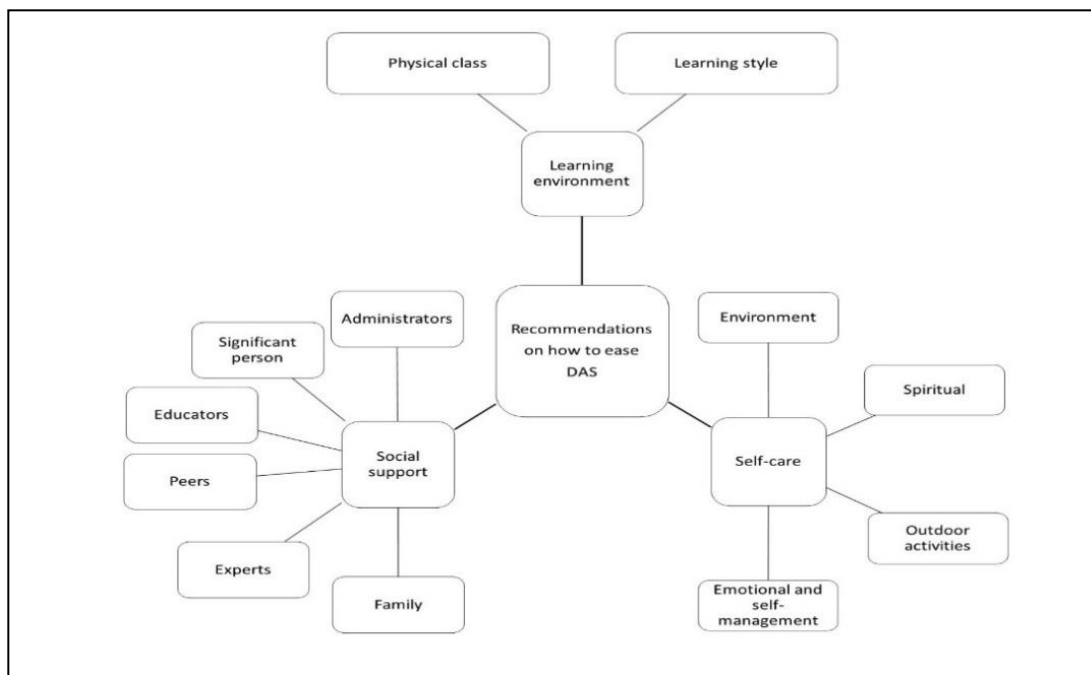 Physical class
Learning style
Learning
environment
Recommendations
on how to ease
DAS
Administrators
Significant
person
Educators
Peers
Experts
Family
Social
support
Environment
Spiritual
Self-care
Outdoor
activities
Emotional and
self-
management